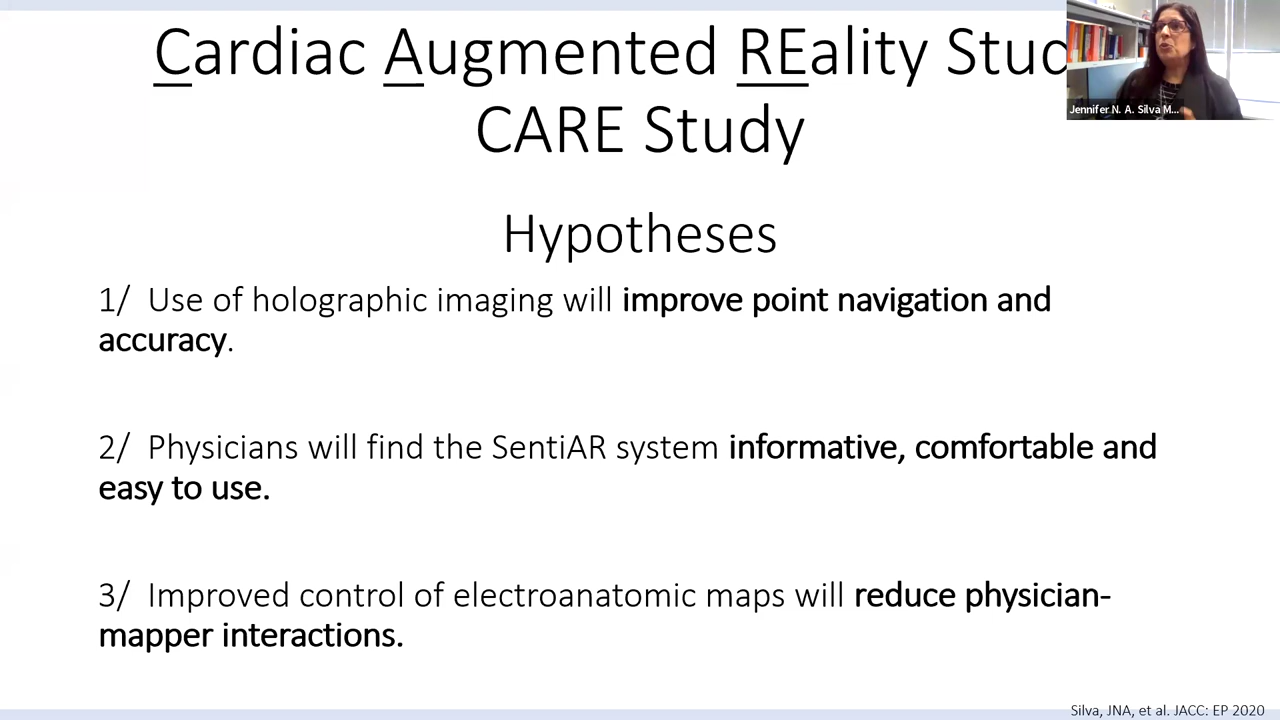 Cardiac Augmented REality Stud
CARE Study
Jennifer N. A. Silva M...
Hypotheses
1/ Use of holographic imaging will improve point navigation and
accuracy.
2/ Physicians will find the SentiAR system informative, comfortable and
easy to use.
3/ Improved control of electroanatomic maps will reduce physician-
mapper interactions.
Silva, JNA, et al. JACC: EP 2020